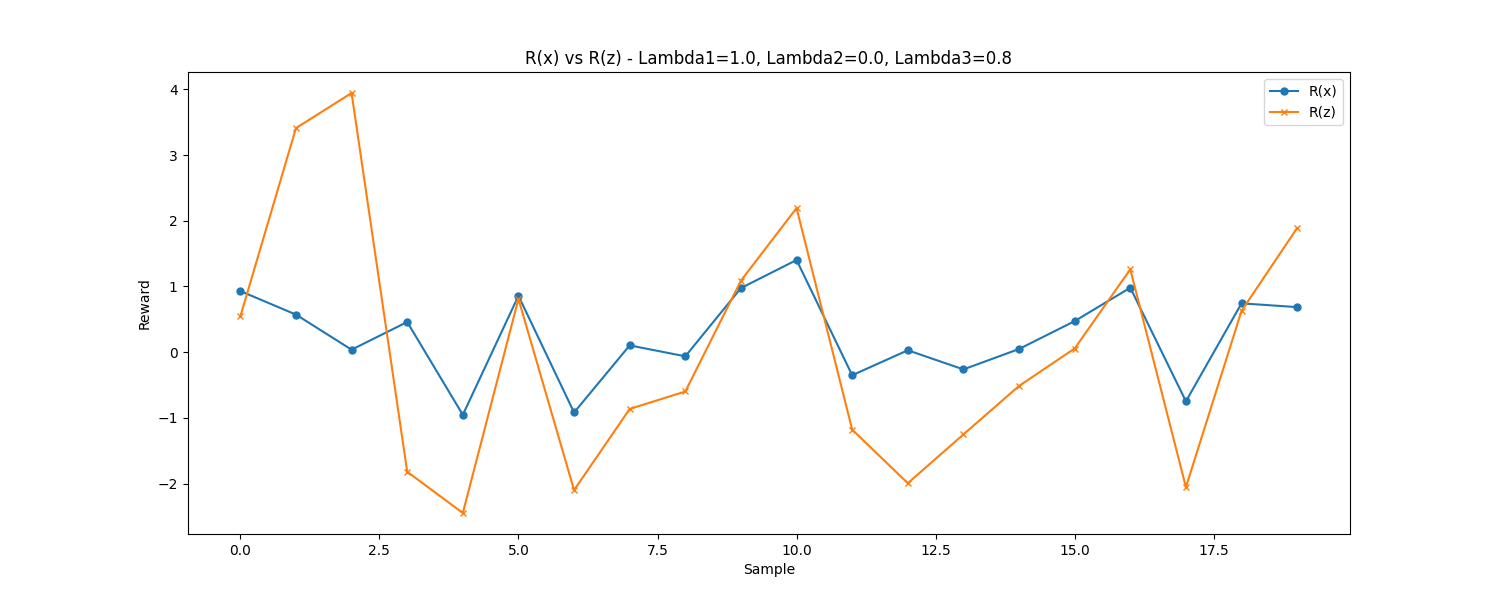 R(x) vs R(z) - Lambda1=1.0, Lambda2=0.0, Lambda3=0.8
R(x)
R(z)
Reward
4
3
2
1
0
−1
−2
0.0 2.5 5.0 7.5 10.0 12.5 15.0 17.5
Sample